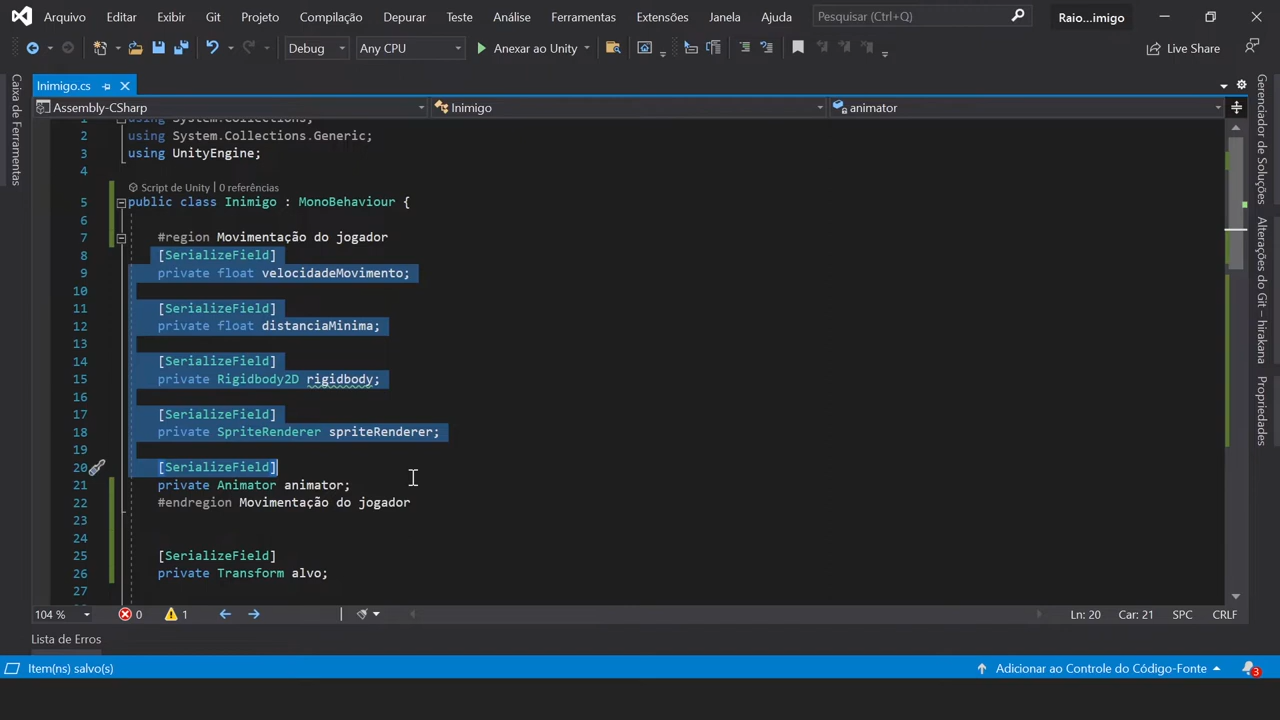 Arquivo Editar Exibir Git Projeto Compilação Depurar Teste Análise Ferramentas Extensões Janela Ajuda Pesquisar (Ctrl+Q) Raio...imigo
Debug Any CPU Anexar ao Unity Live Share
Inimigo.cs
Assembly-CSharp Inimigo animator
Caixa de Ferramentas
1 using System.Collections;
2 using System.Collections.Generic;
3 using UnityEngine;
4
Script de Unity | 0 referências
5 public class Inimigo : MonoBehaviour {
6
7 #region Movimentação do jogador
8 [SerializeField]
9 private float velocidadeMovimento;
10
11 [SerializeField]
12 private float distanciaMinima;
13
14 [SerializeField]
15 private Rigidbody2D rigidbody;
16
17 [SerializeField]
18 private SpriteRenderer spriteRenderer;
19
20 [SerializeField]
21 private Animator animator;
22 #endregion Movimentação do jogador
23
24
25 [SerializeField]
26 private Transform alvo;
27
Gerenciador de Soluções
Alterações do Git – hirakana
Propriedades
104 % 0 1 Ln: 20 Car: 21 SPC CRLF
Lista de Erros
Item(ns) salvo(s) Adicionar ao Controle do Código-Fonte 3